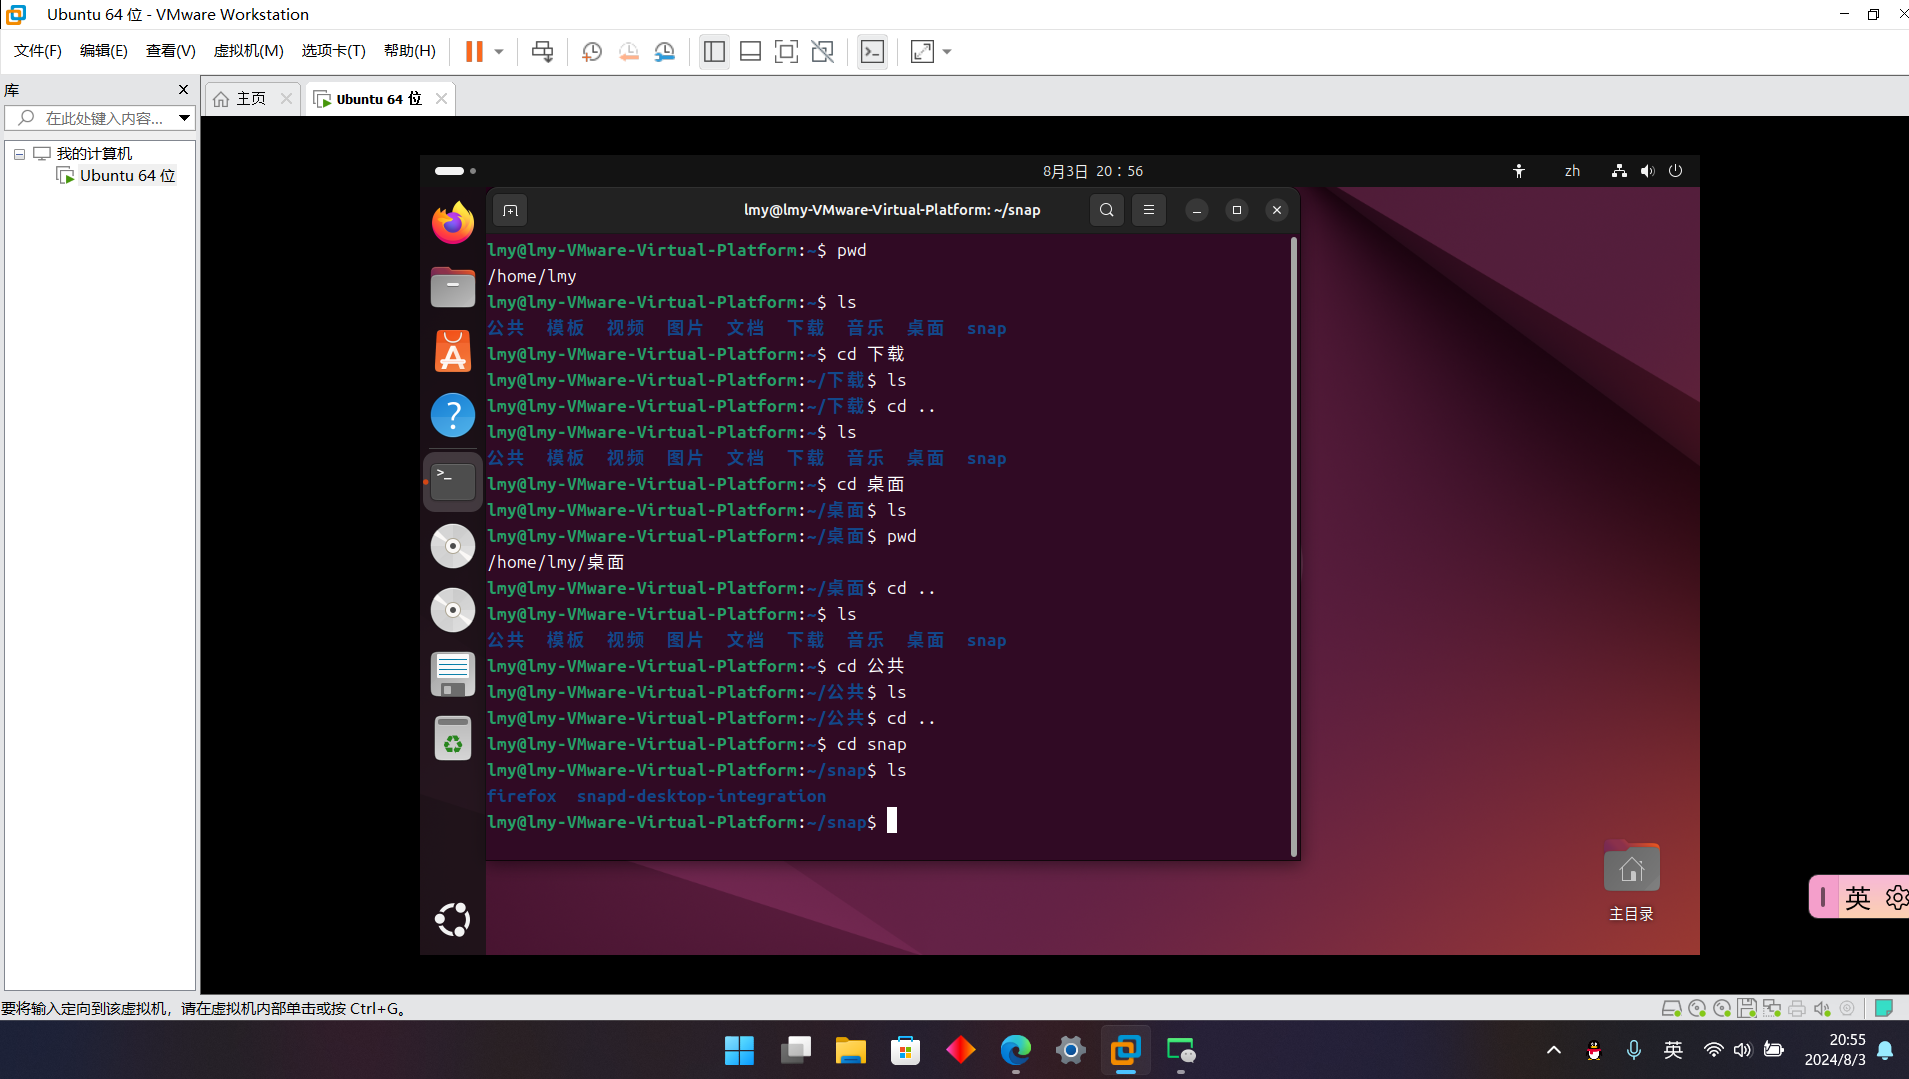 Ubuntu 64 位 - VMware Workstation
文件(F) 编辑(E) 查看(V) 虚拟机(M) 选项卡(T) 帮助(H)
库
在此处键入内容...
我的计算机
Ubuntu 64 位
主页
Ubuntu 64 位
8月3日 20：56
zh
lmy@lmy-VMware-Virtual-Platform: ~/snap
lmy@lmy-VMware-Virtual-Platform:~$ pwd
/home/lmy
lmy@lmy-VMware-Virtual-Platform:~$ ls
公共 模板 视频 图片 文档 下载 音乐 桌面 snap
lmy@lmy-VMware-Virtual-Platform:~$ cd 下载
lmy@lmy-VMware-Virtual-Platform:~/下载$ ls
lmy@lmy-VMware-Virtual-Platform:~/下载$ cd ..
lmy@lmy-VMware-Virtual-Platform:~$ ls
公共 模板 视频 图片 文档 下载 音乐 桌面 snap
lmy@lmy-VMware-Virtual-Platform:~$ cd 桌面
lmy@lmy-VMware-Virtual-Platform:~/桌面$ ls
lmy@lmy-VMware-Virtual-Platform:~/桌面$ pwd
/home/lmy/桌面
lmy@lmy-VMware-Virtual-Platform:~/桌面$ cd ..
lmy@lmy-VMware-Virtual-Platform:~$ ls
公共 模板 视频 图片 文档 下载 音乐 桌面 snap
lmy@lmy-VMware-Virtual-Platform:~$ cd 公共
lmy@lmy-VMware-Virtual-Platform:~/公共$ ls
lmy@lmy-VMware-Virtual-Platform:~/公共$ cd ..
lmy@lmy-VMware-Virtual-Platform:~$ cd snap
lmy@lmy-VMware-Virtual-Platform:~/snap$ ls
firefox snapd-desktop-integration
lmy@lmy-VMware-Virtual-Platform:~/snap$
主目录
英
要将输入定向到该虚拟机，请在虚拟机内部单击或按 Ctrl+G。
英
20:55
2024/8/3